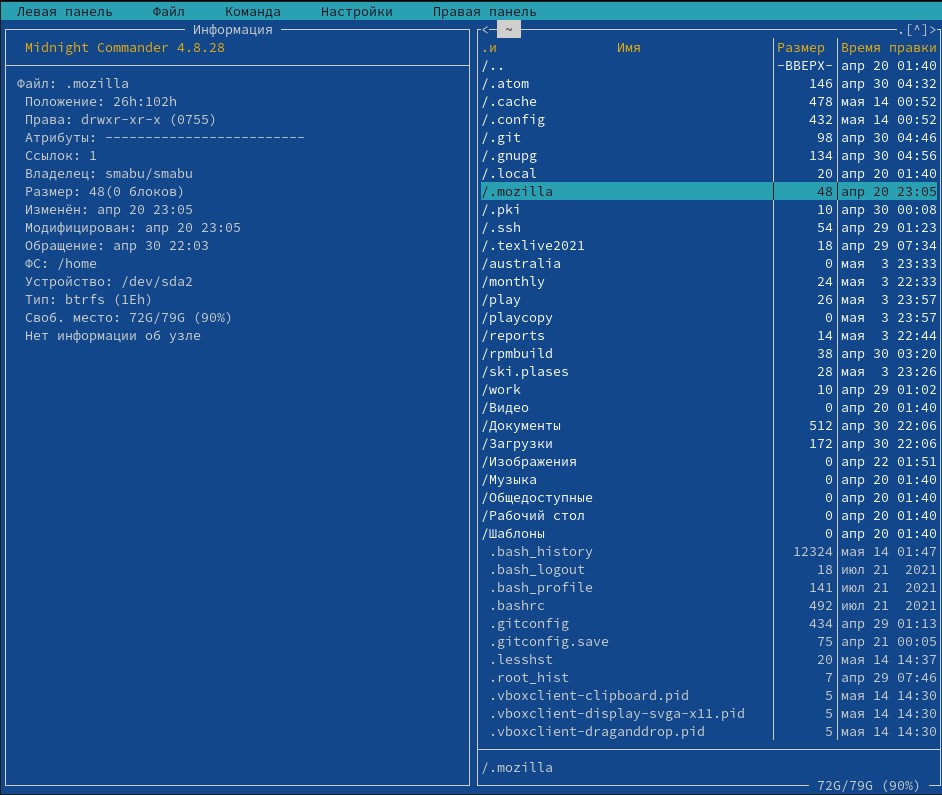 Левая панель Файл Команда Настройки Правая панель
Информация
Midnight Commander 4.8.28
Файл: .mozilla
Положение: 26h:102h
Права: drwxr-xr-x (0755)
Атрибуты: -------------------------
Ссылок: 1
Владелец: smabu/smabu
Размер: 48(0 блоков)
Изменён: апр 20 23:05
Модифицирован: апр 20 23:05
Обращение: апр 30 22:03
ФС: /home
Устройство: /dev/sda2
Тип: btrfs (1Eh)
Своб. место: 72G/79G (90%)
Нет информации об узле
<─ ~ .[^]>
.и Имя Размер Время правки
/.. -ВВЕРХ- апр 20 01:40
/.atom 146 апр 30 04:32
/.cache 478 мая 14 00:52
/.config 432 мая 14 00:52
/.git 98 апр 30 04:46
/.gnupg 134 апр 30 04:56
/.local 20 апр 20 01:40
/.mozilla 48 апр 20 23:05
/.pki 10 апр 30 00:08
/.ssh 54 апр 29 01:23
/.texlive2021 18 апр 29 07:34
/australia 0 мая 3 23:33
/monthly 24 мая 3 22:33
/play 26 мая 3 23:57
/playcopy 0 мая 3 23:57
/reports 14 мая 3 22:44
/rpmbuild 38 апр 30 03:20
/ski.plases 28 мая 3 23:26
/work 10 апр 29 01:02
/Видео 0 апр 20 01:40
/Документы 512 апр 30 22:06
/Загрузки 172 апр 30 22:06
/Изображения 0 апр 22 01:51
/Музыка 0 апр 20 01:40
/Общедоступные 0 апр 20 01:40
/Рабочий стол 0 апр 20 01:40
/Шаблоны 0 апр 20 01:40
.bash_history 12324 мая 14 01:47
.bash_logout 18 июл 21 2021
.bash_profile 141 июл 21 2021
.bashrc 492 июл 21 2021
.gitconfig 434 апр 29 01:13
.gitconfig.save 75 апр 21 00:05
.lesshst 20 мая 14 14:37
.root_hist 7 апр 29 07:46
.vboxclient-clipboard.pid 5 мая 14 14:30
.vboxclient-display-svga-x11.pid 5 мая 14 14:30
.vboxclient-draganddrop.pid 5 мая 14 14:30
/.mozilla
72G/79G (90%)